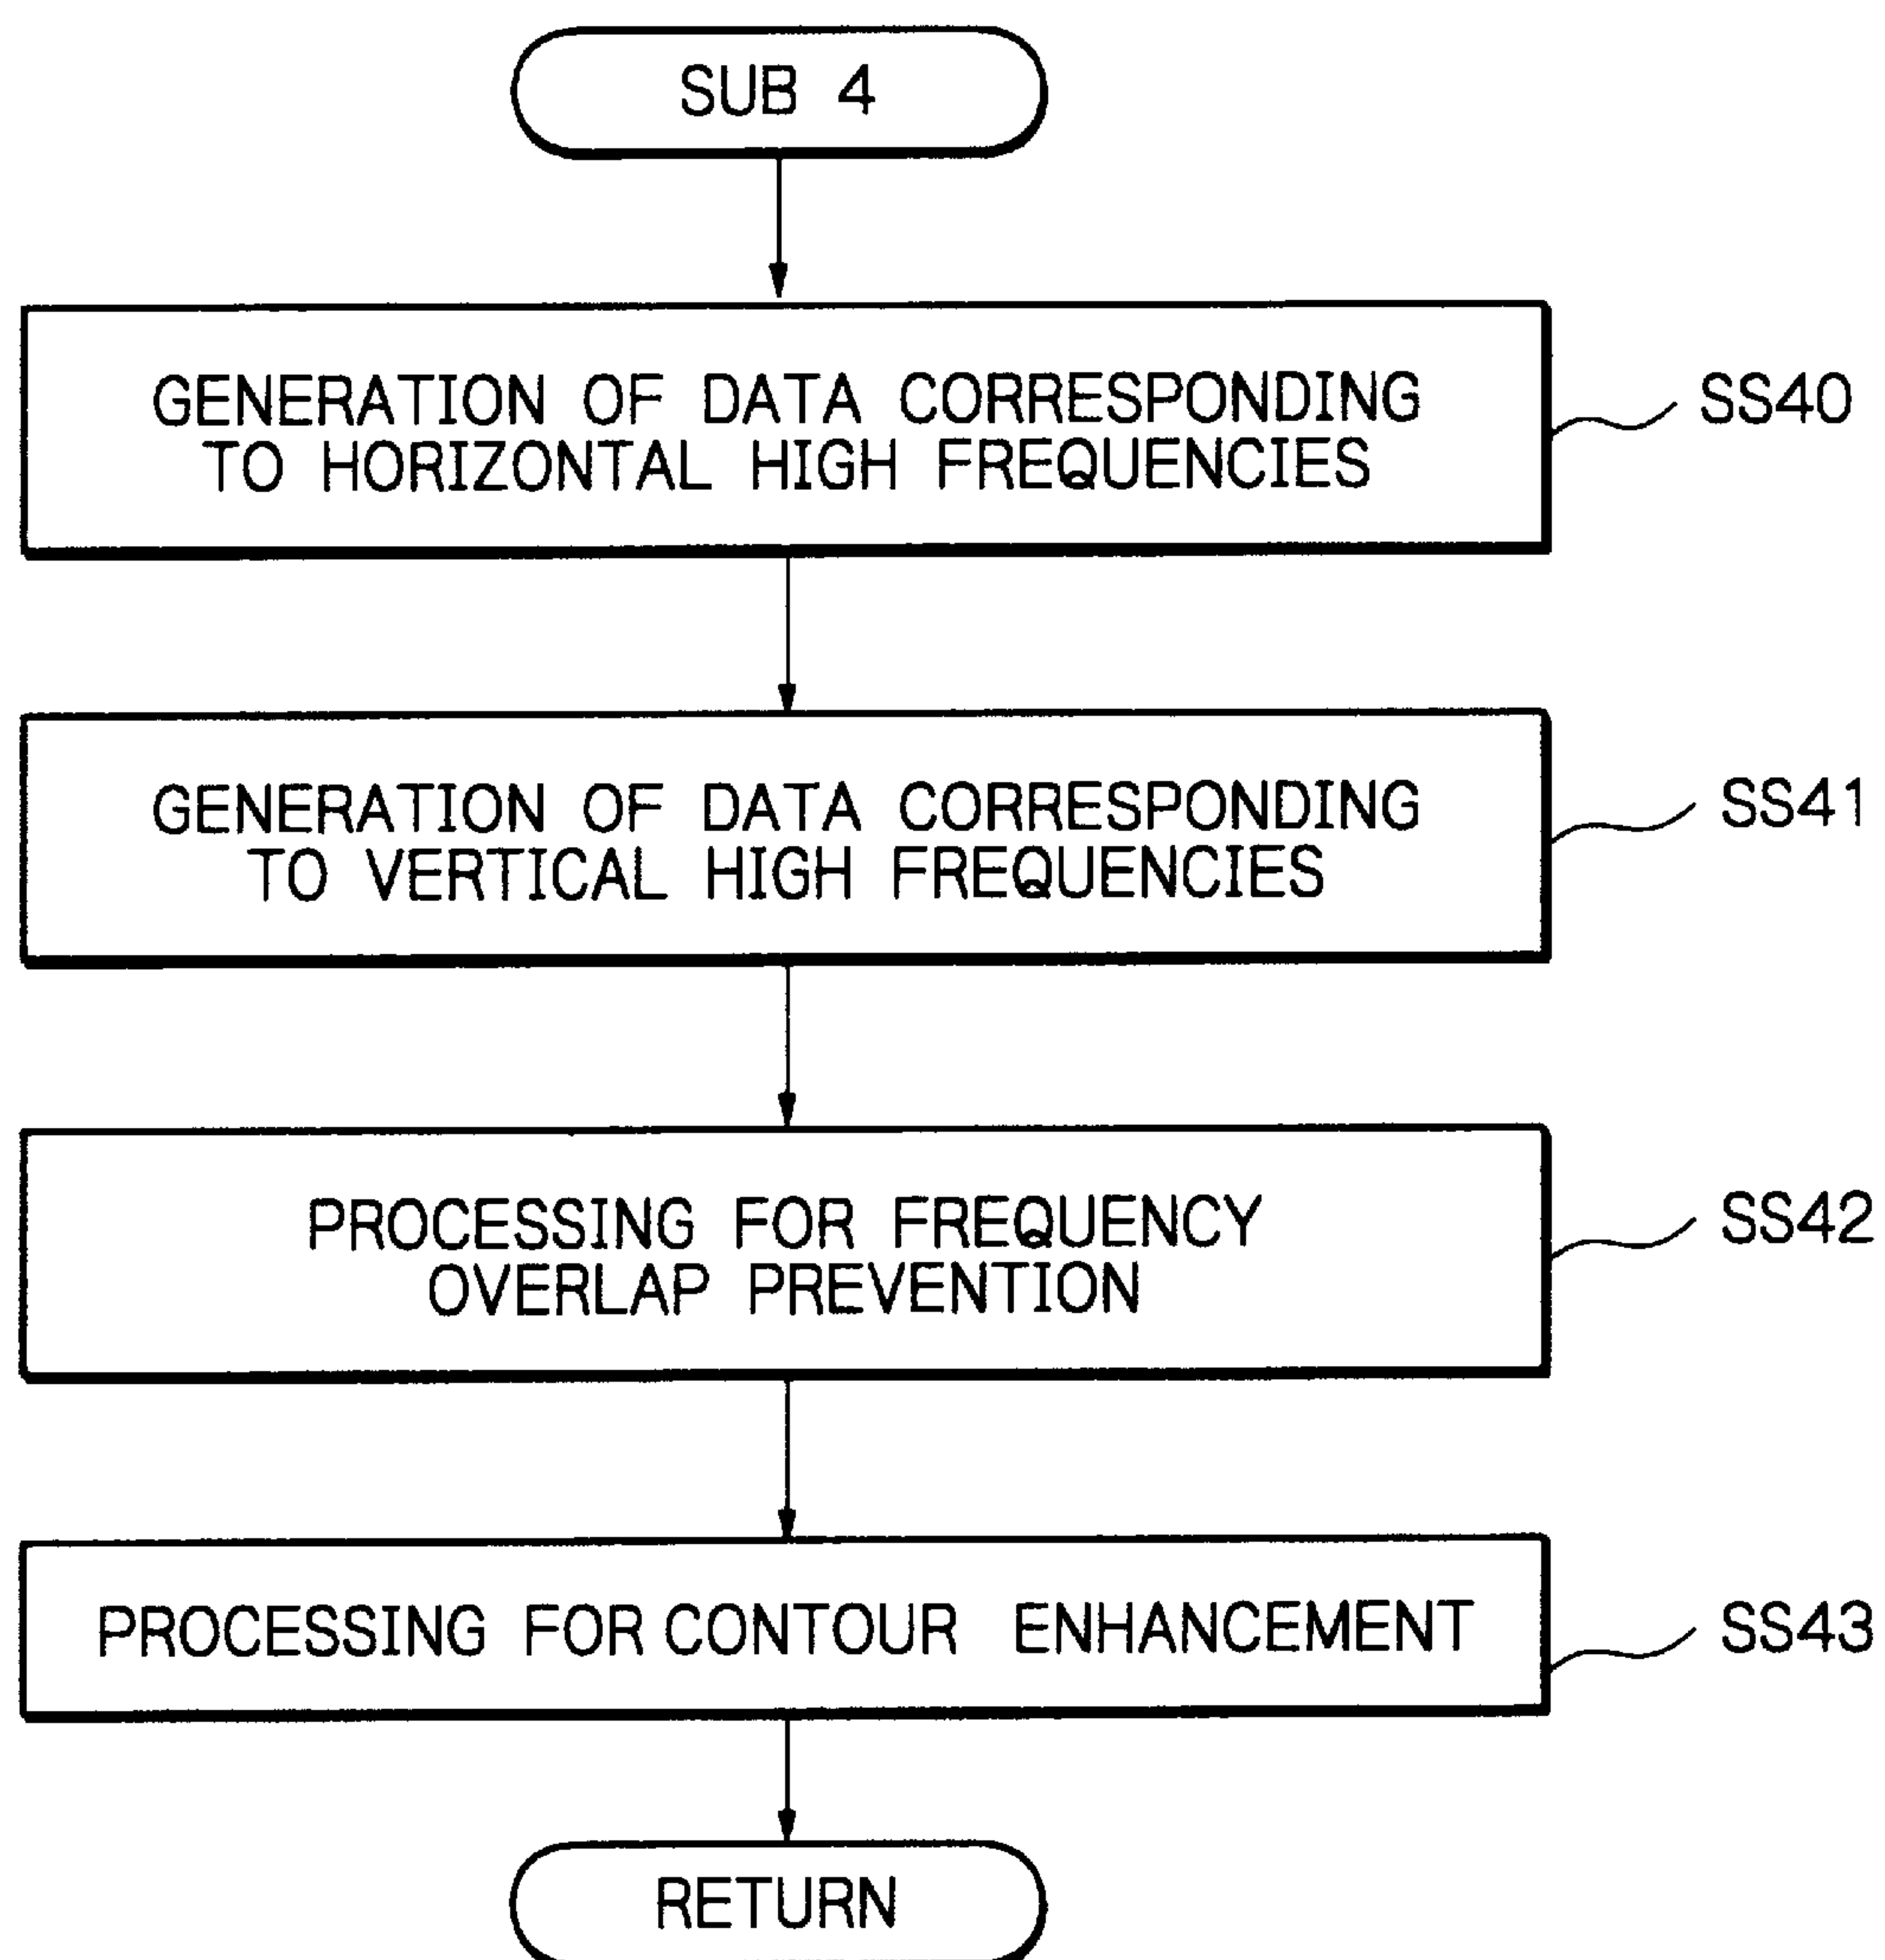 SUB 4
GENERATION OF DATA CORRESPONDING
TO HORIZONTAL HIGH FREQUENCIES
SS40
GENERATION OF DATA CORRESPONDING
TO VERTICAL HIGH FREQUENCIES
SS41
PROCESSING FOR FREQUENCY
OVERLAP PREVENTION
SS42
PROCESSING FOR CONTOUR ENHANCEMENT
SS43
RETURN